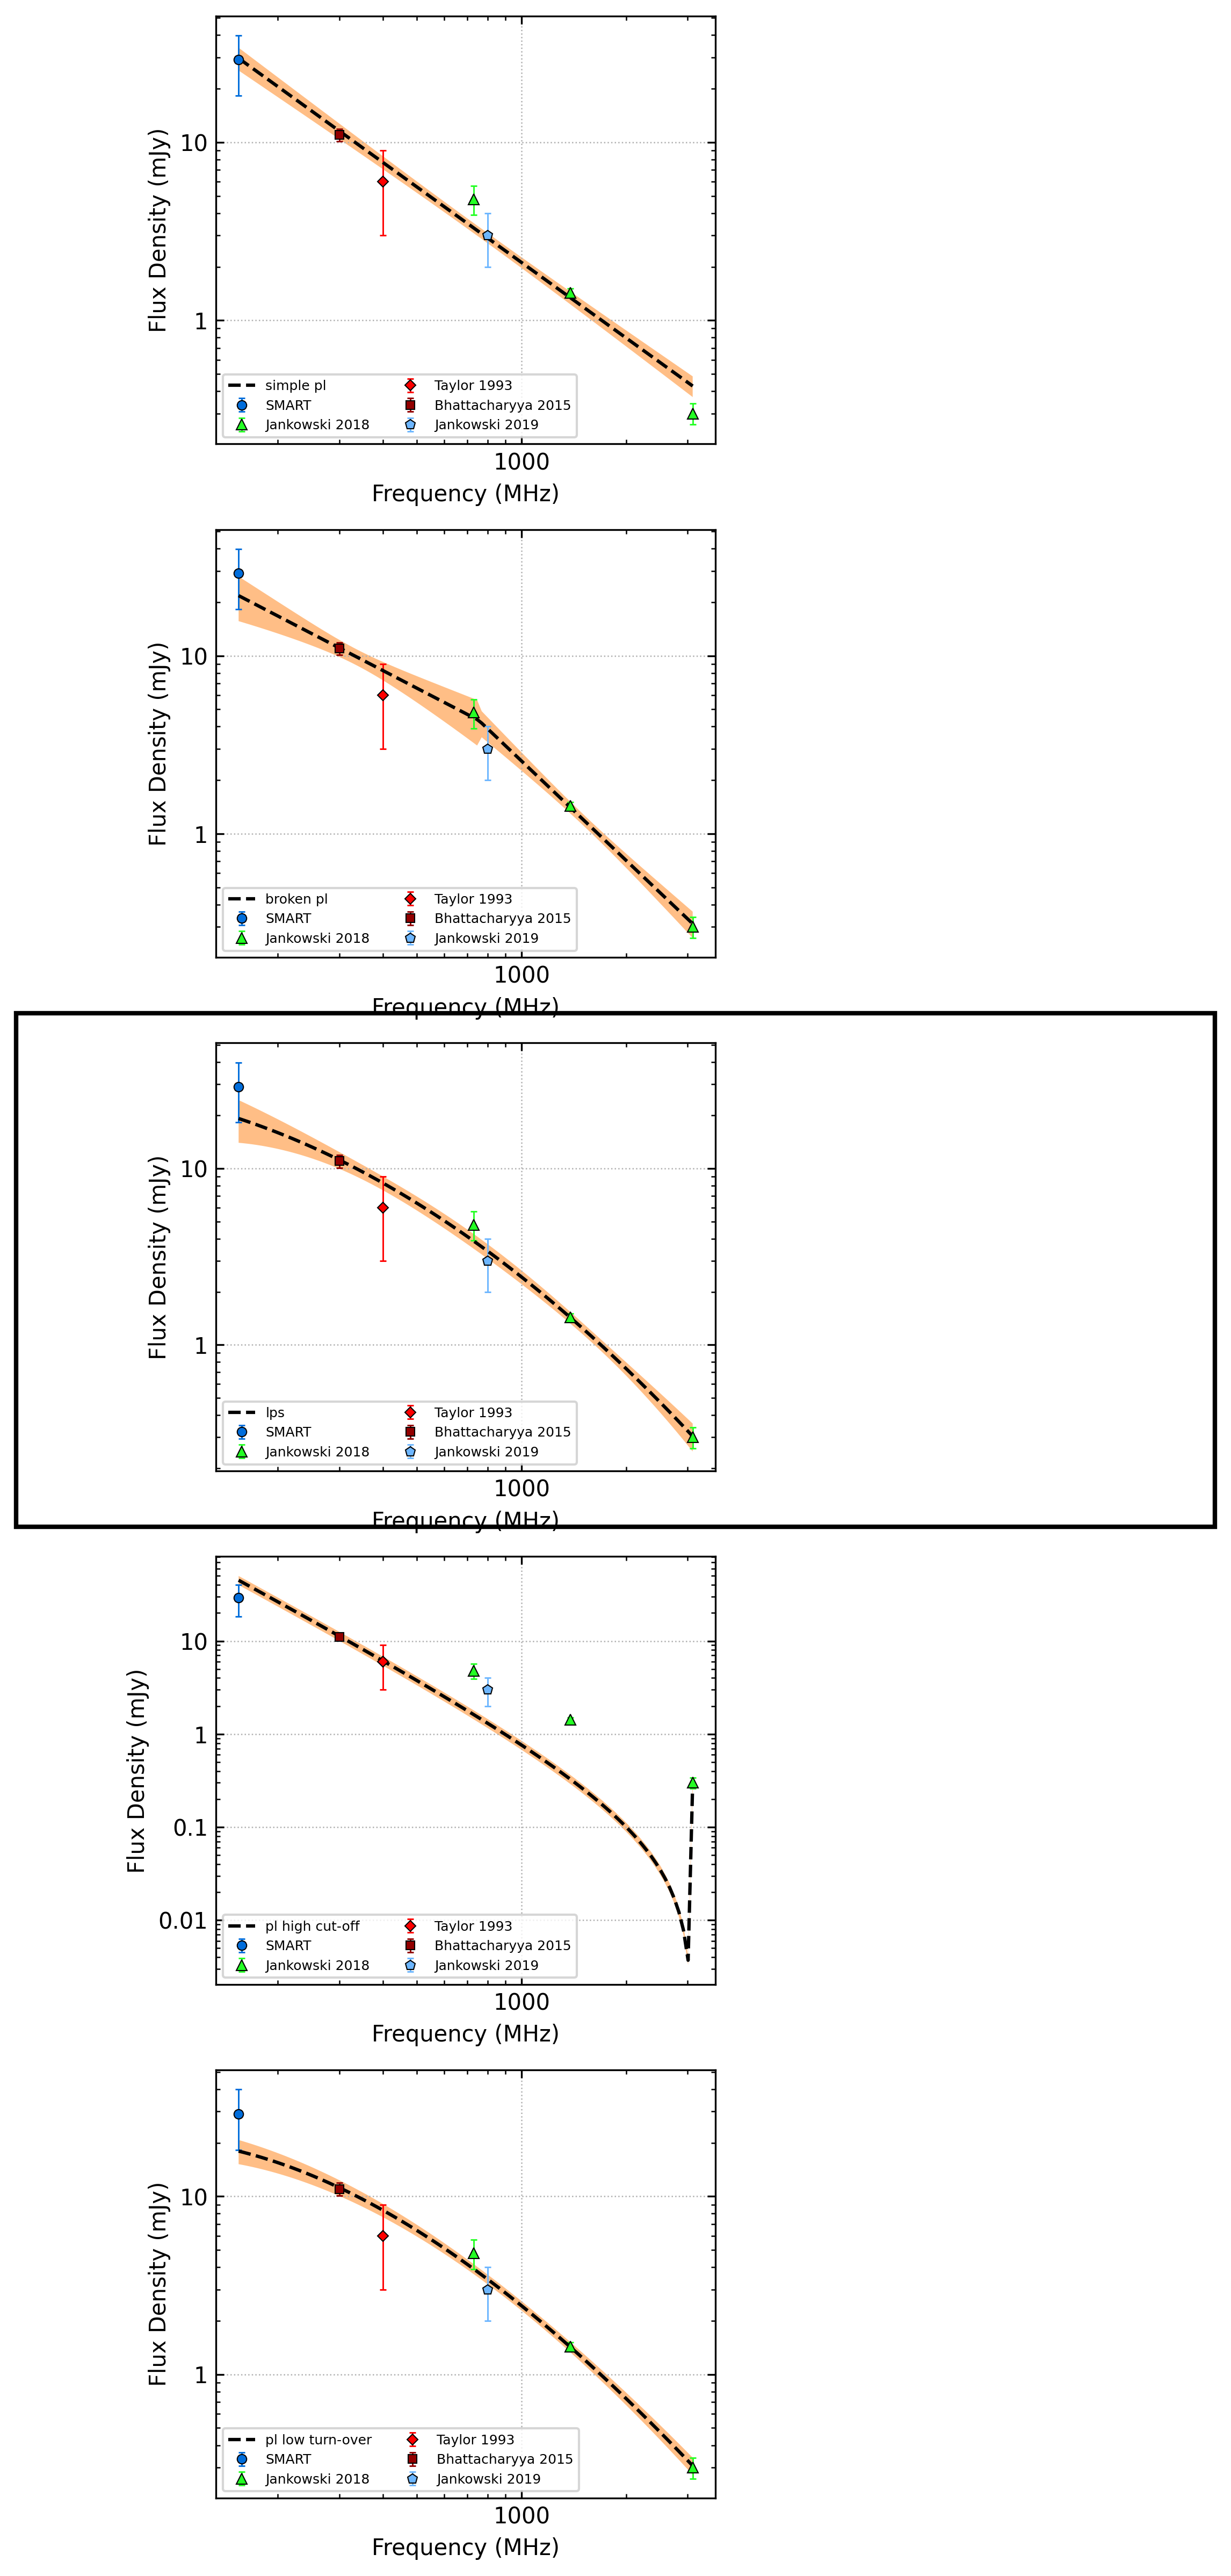 10
1
Flux Density (mJy)
simple pl
SMART
Jankowski 2018
Taylor 1993
Bhattacharyya 2015
Jankowski 2019
1000
Frequency (MHz)
10
1
Flux Density (mJy)
broken pl
SMART
Jankowski 2018
Taylor 1993
Bhattacharyya 2015
Jankowski 2019
1000
Frequency (MHz)
10
1
Flux Density (mJy)
lps
SMART
Jankowski 2018
Taylor 1993
Bhattacharyya 2015
Jankowski 2019
1000
Frequency (MHz)
10
1
0.1
0.01
Flux Density (mJy)
pl high cut-off
SMART
Jankowski 2018
Taylor 1993
Bhattacharyya 2015
Jankowski 2019
1000
Frequency (MHz)
10
1
Flux Density (mJy)
pl low turn-over
SMART
Jankowski 2018
Taylor 1993
Bhattacharyya 2015
Jankowski 2019
1000
Frequency (MHz)